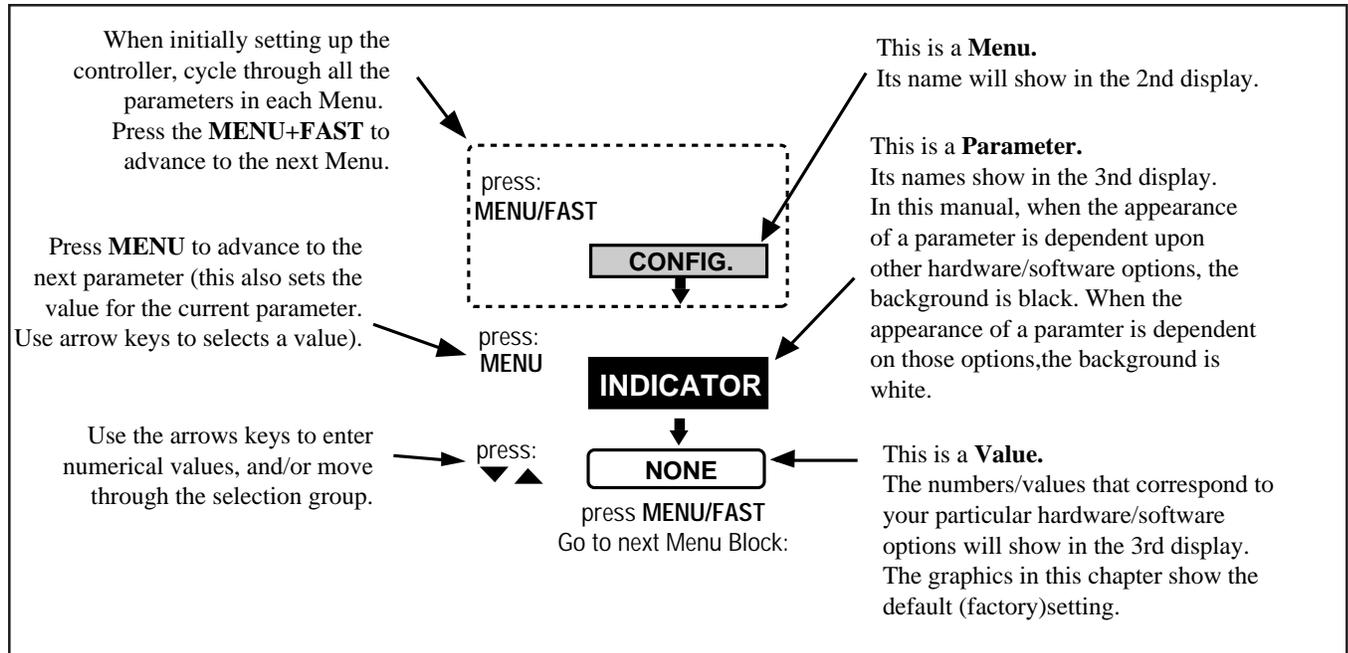 When initially setting up the
controller, cycle through all the
parameters in each Menu.
Press the MENU+FAST to
advance to the next Menu.
Press MENU to advance to the
next parameter (this also sets the
value for the current parameter.
Use arrow keys to selects a value).
Use the arrows keys to enter
numerical values, and/or move
through the selection group.
press:
MENU/FAST
CONFIG.
press:
MENU
INDICATOR
press:
NONE
press MENU/FAST
Go to next Menu Block:
This is a Menu.
Its name will show in the 2nd display.
This is a Parameter.
Its names show in the 3nd display.
In this manual, when the appearance
of a parameter is dependent upon
other hardware/software options, the
background is black. When the
appearance of a paramter is dependent
on those options,the background is
white.
This is a Value.
The numbers/values that correspond to
your particular hardware/software
options will show in the 3rd display.
The graphics in this chapter show the
default (factory)setting.